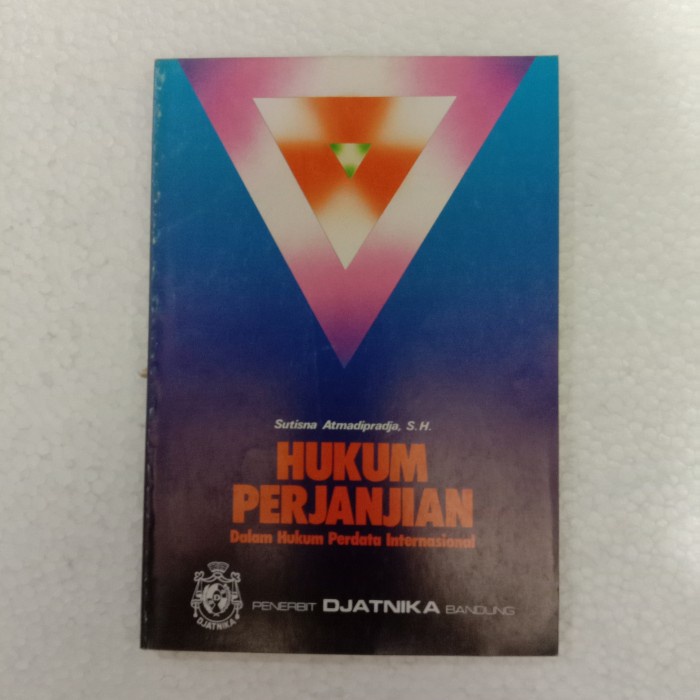 Sutisna Atmadipradja, S.H.
HUKUM
PERJANJIAN
Dalam Hukum Perdata Internasional
DJATNIKA
PENERBIT DJATNIKA BANDUNG